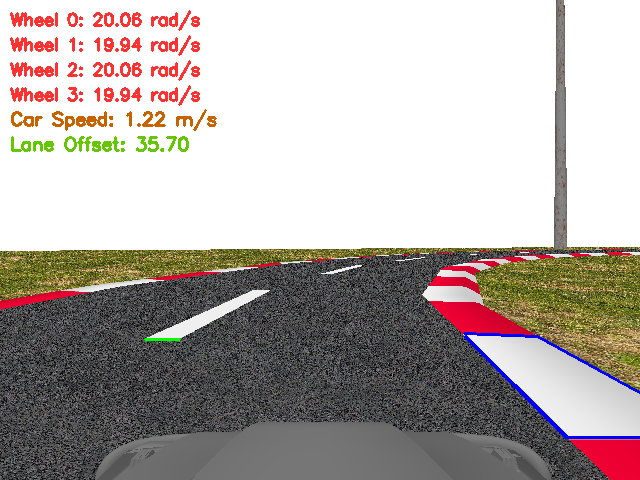 Wheel 0: 20.06 rad/s
Wheel 1: 19.94 rad/s
Wheel 2: 20.06 rad/s
Wheel 3: 19.94 rad/s
Car Speed: 1.22 m/s
Lane Offset: 35.70